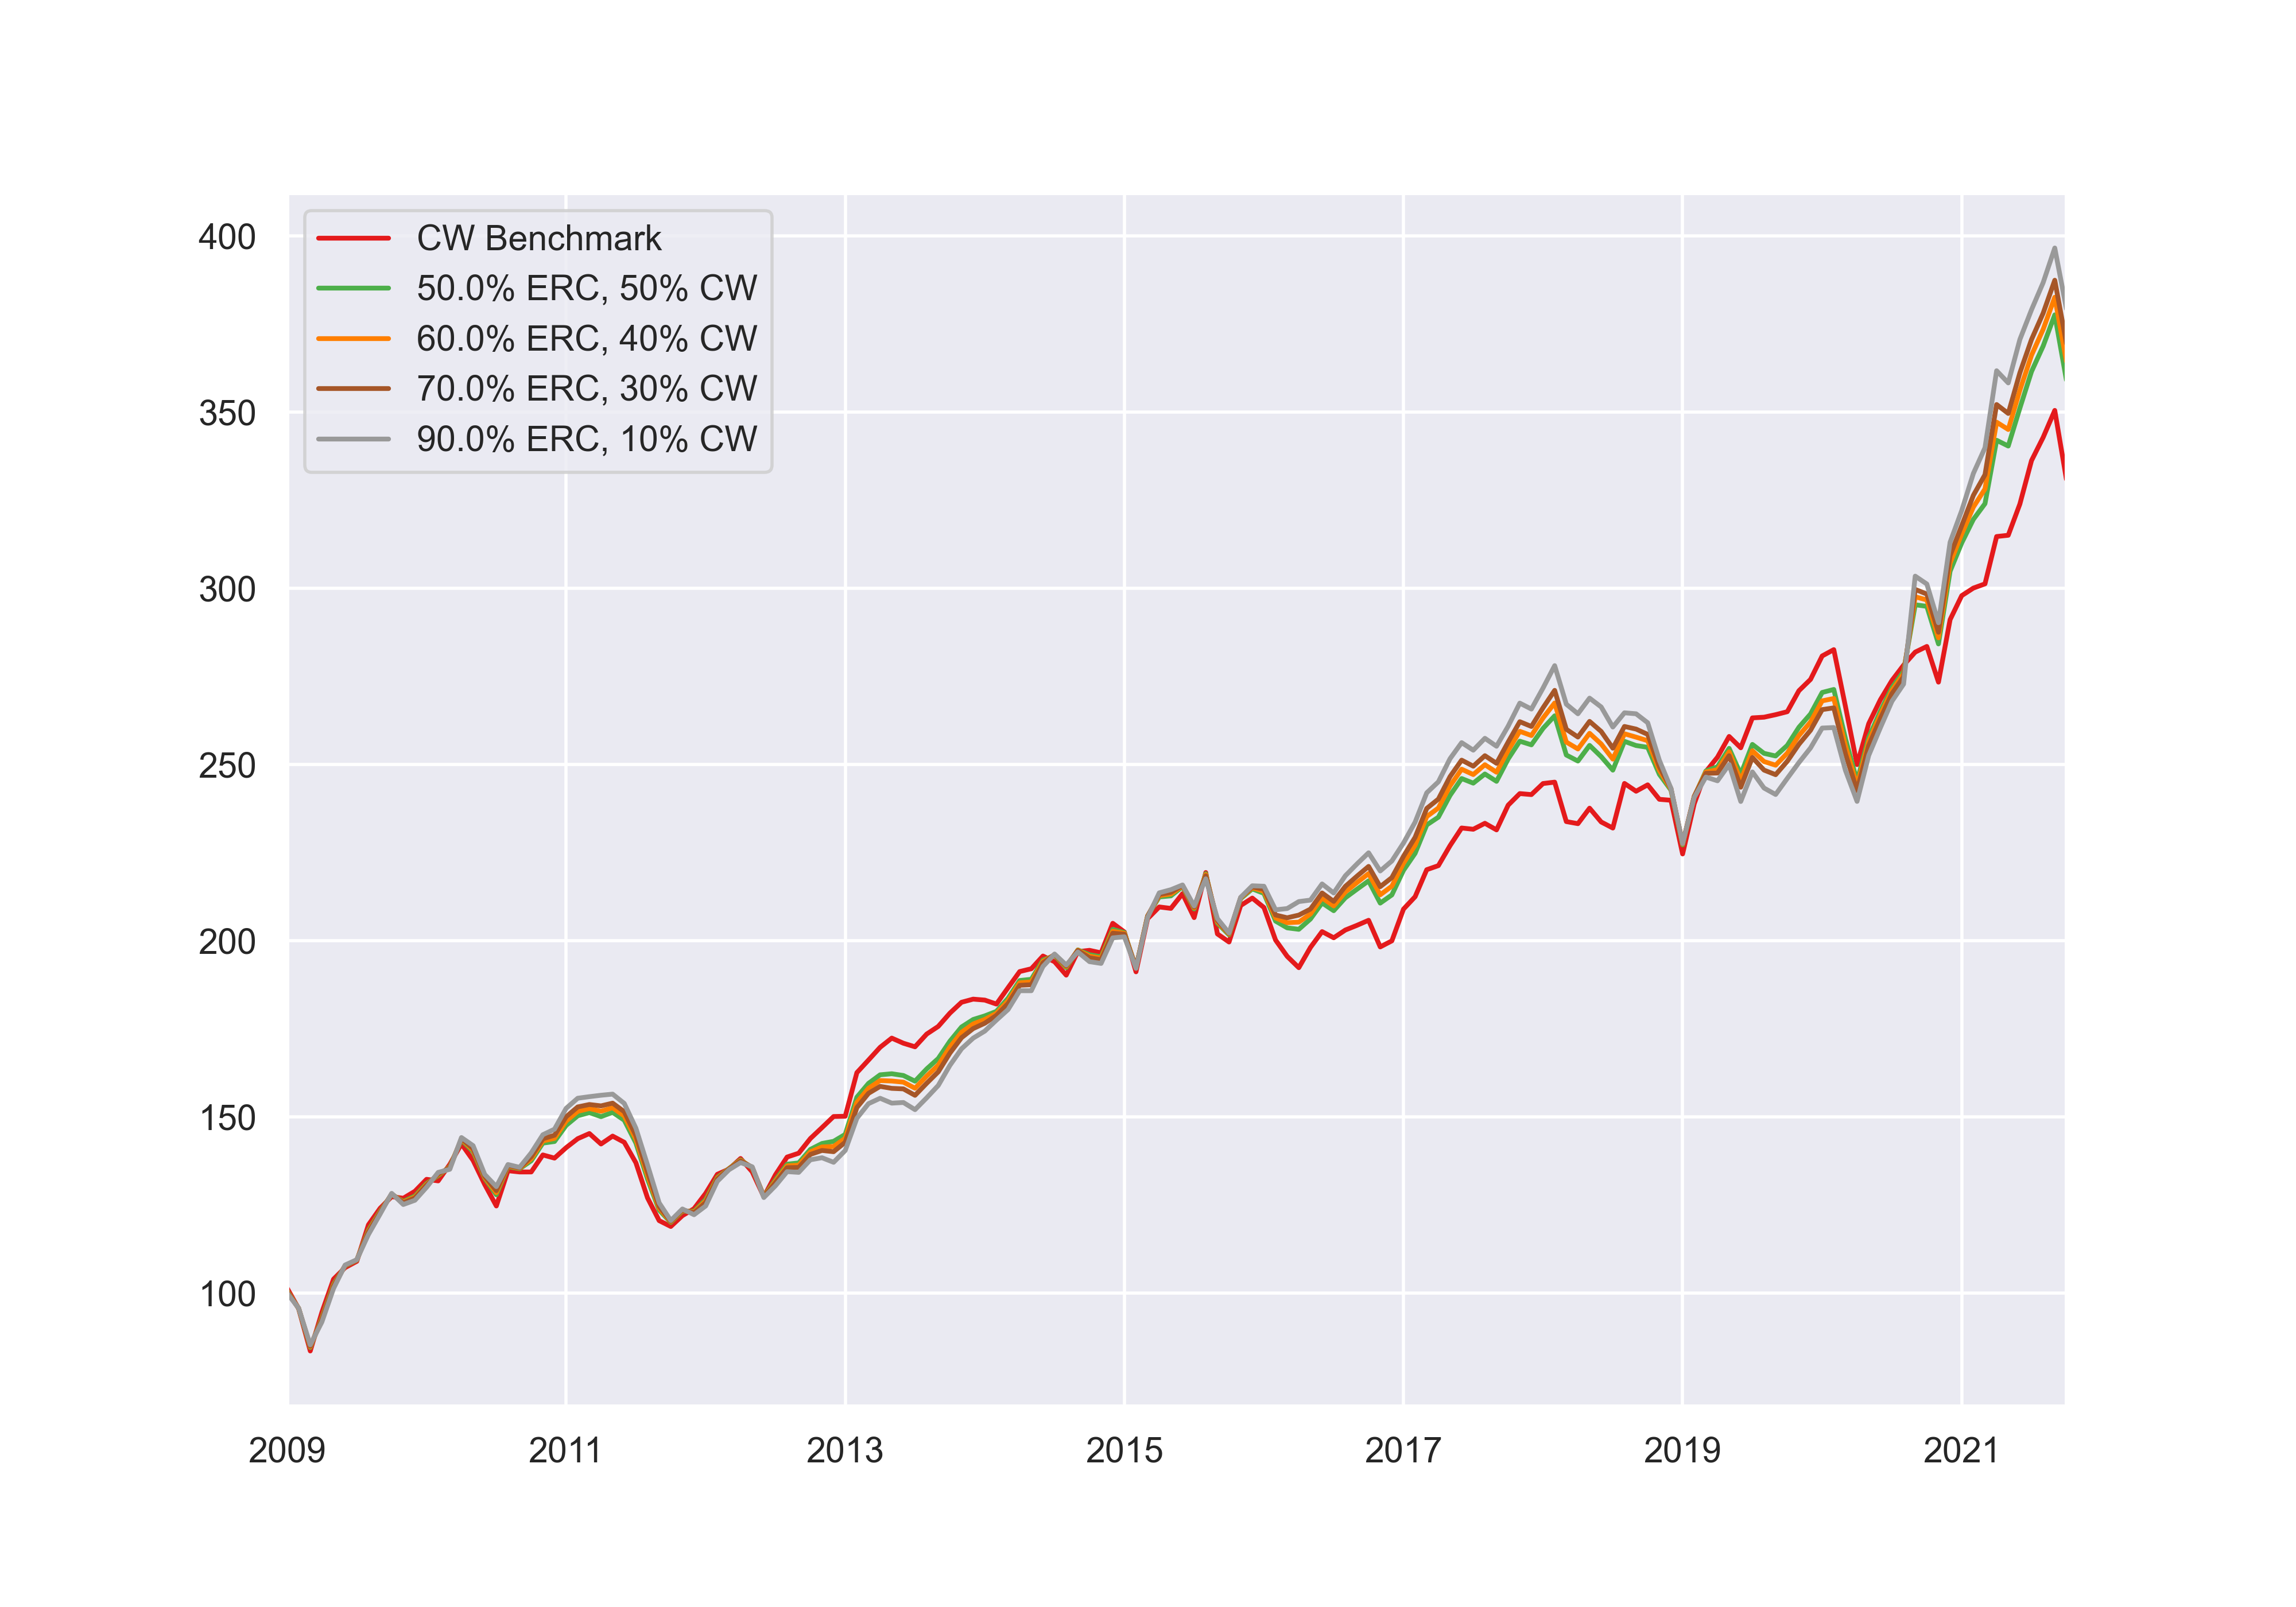 CW Benchmark
50.0% ERC, 50% CW
60.0% ERC, 40% CW
70.0% ERC, 30% CW
90.0% ERC, 10% CW
400
350
300
250
200
150
100
2009 2011 2013 2015 2017 2019 2021